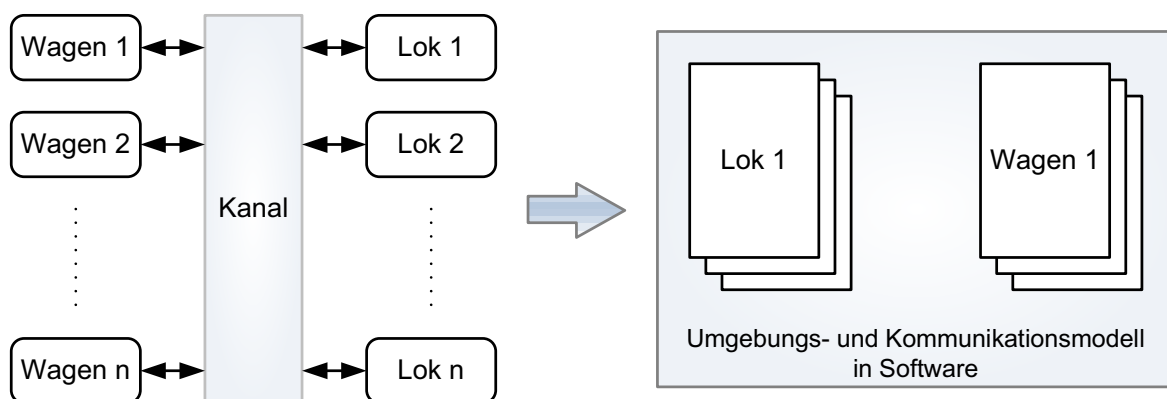 Wagen 1
Lok 1
Wagen 2
Lok 2
Kanal
Wagen n
Lok n
Lok 1
Wagen 1
Umgebungs- und Kommunikationsmodell
in Software